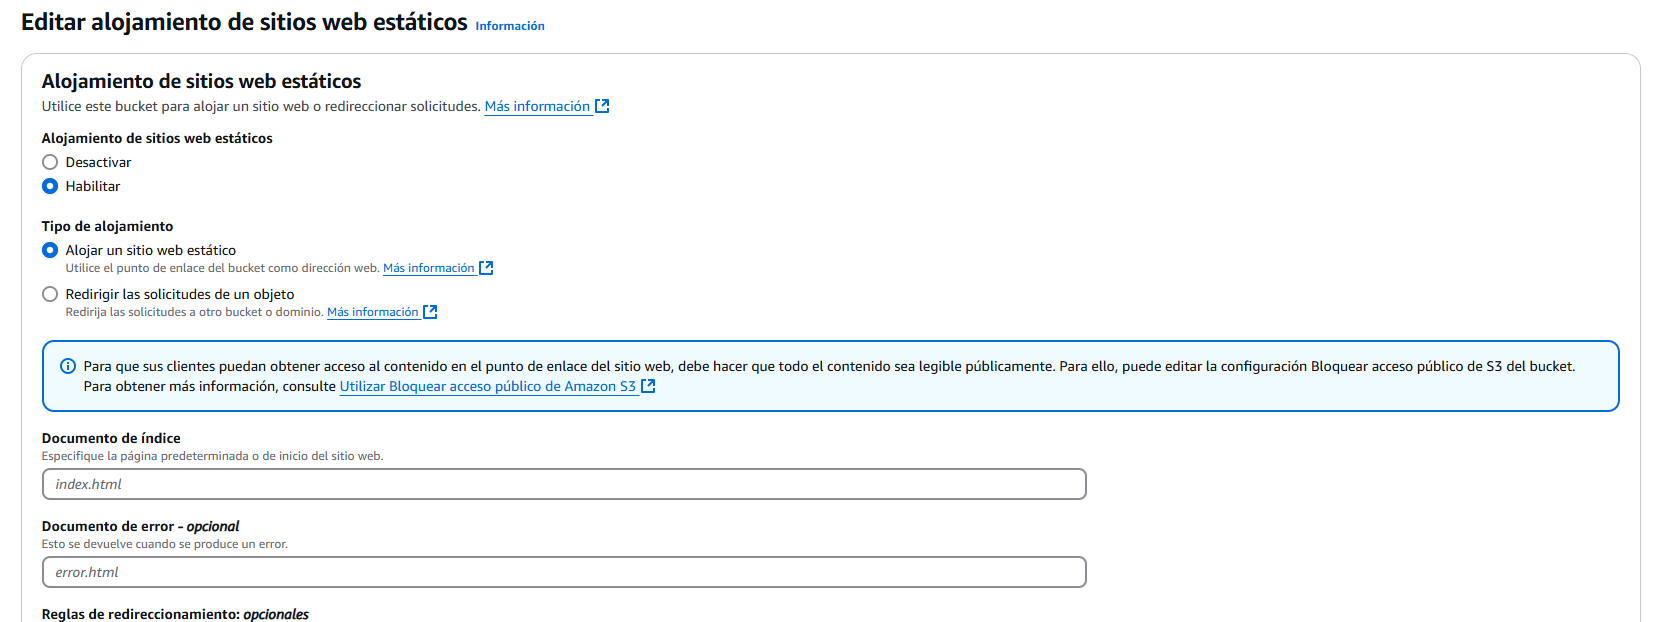 Editar alojamiento de sitios web estáticos Información
Alojamiento de sitios web estáticos
Utilice este bucket para alojar un sitio web o redireccionar solicitudes. Más información
Alojamiento de sitios web estáticos
Desactivar
Habilitar
Tipo de alojamiento
Alojar un sitio web estático
Utilice el punto de enlace del bucket como dirección web. Más información
Redirigir las solicitudes de un objeto
Redirija las solicitudes a otro bucket o dominio. Más información
Para que sus clientes puedan obtener acceso al contenido en el punto de enlace del sitio web, debe hacer que todo el contenido sea legible públicamente. Para ello, puede editar la configuración Bloquear acceso público de S3 del bucket.
Para obtener más información, consulte Utilizar Bloquear acceso público de Amazon S3
Documento de índice
Especifique la página predeterminada o de inicio del sitio web.
index.html
Documento de error - opcional
Esto se devuelve cuando se produce un error.
error.html
Reglas de redireccionamiento: opcionales